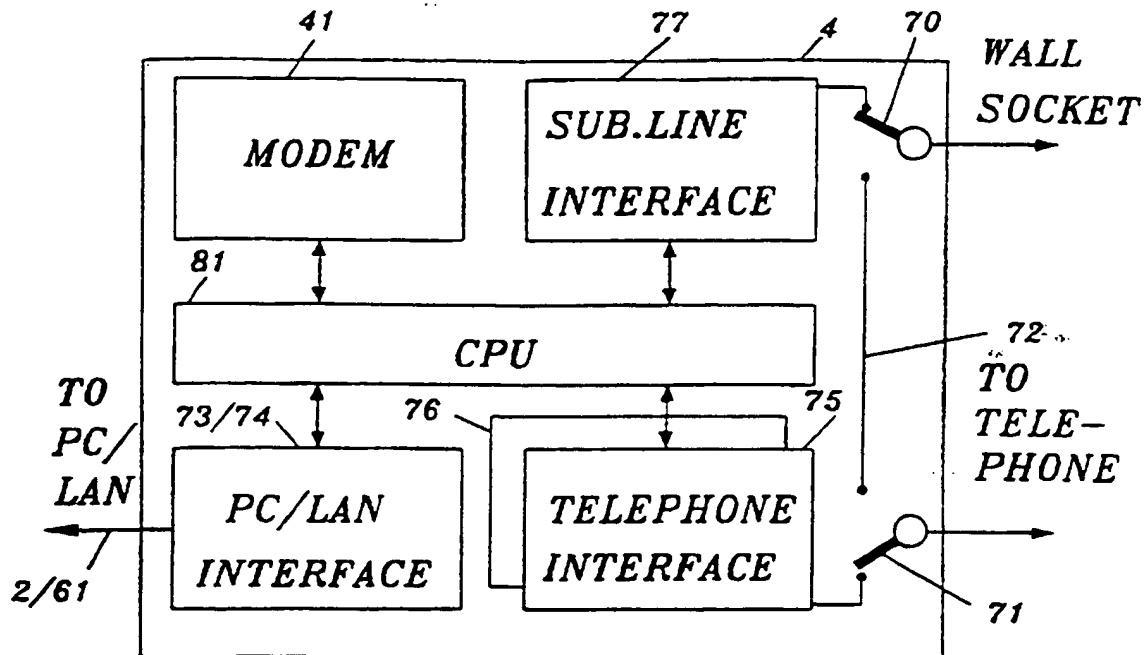 41
77
4
70
WALL
SOCKET
MODEM
SUB.LINE
INTERFACE
81
CPU
72
TO
PC/
LAN
73/74
76
75
TO
TELE-
PHONE
PC/LAN
INTERFACE
TELEPHONE
INTERFACE
2/61
71